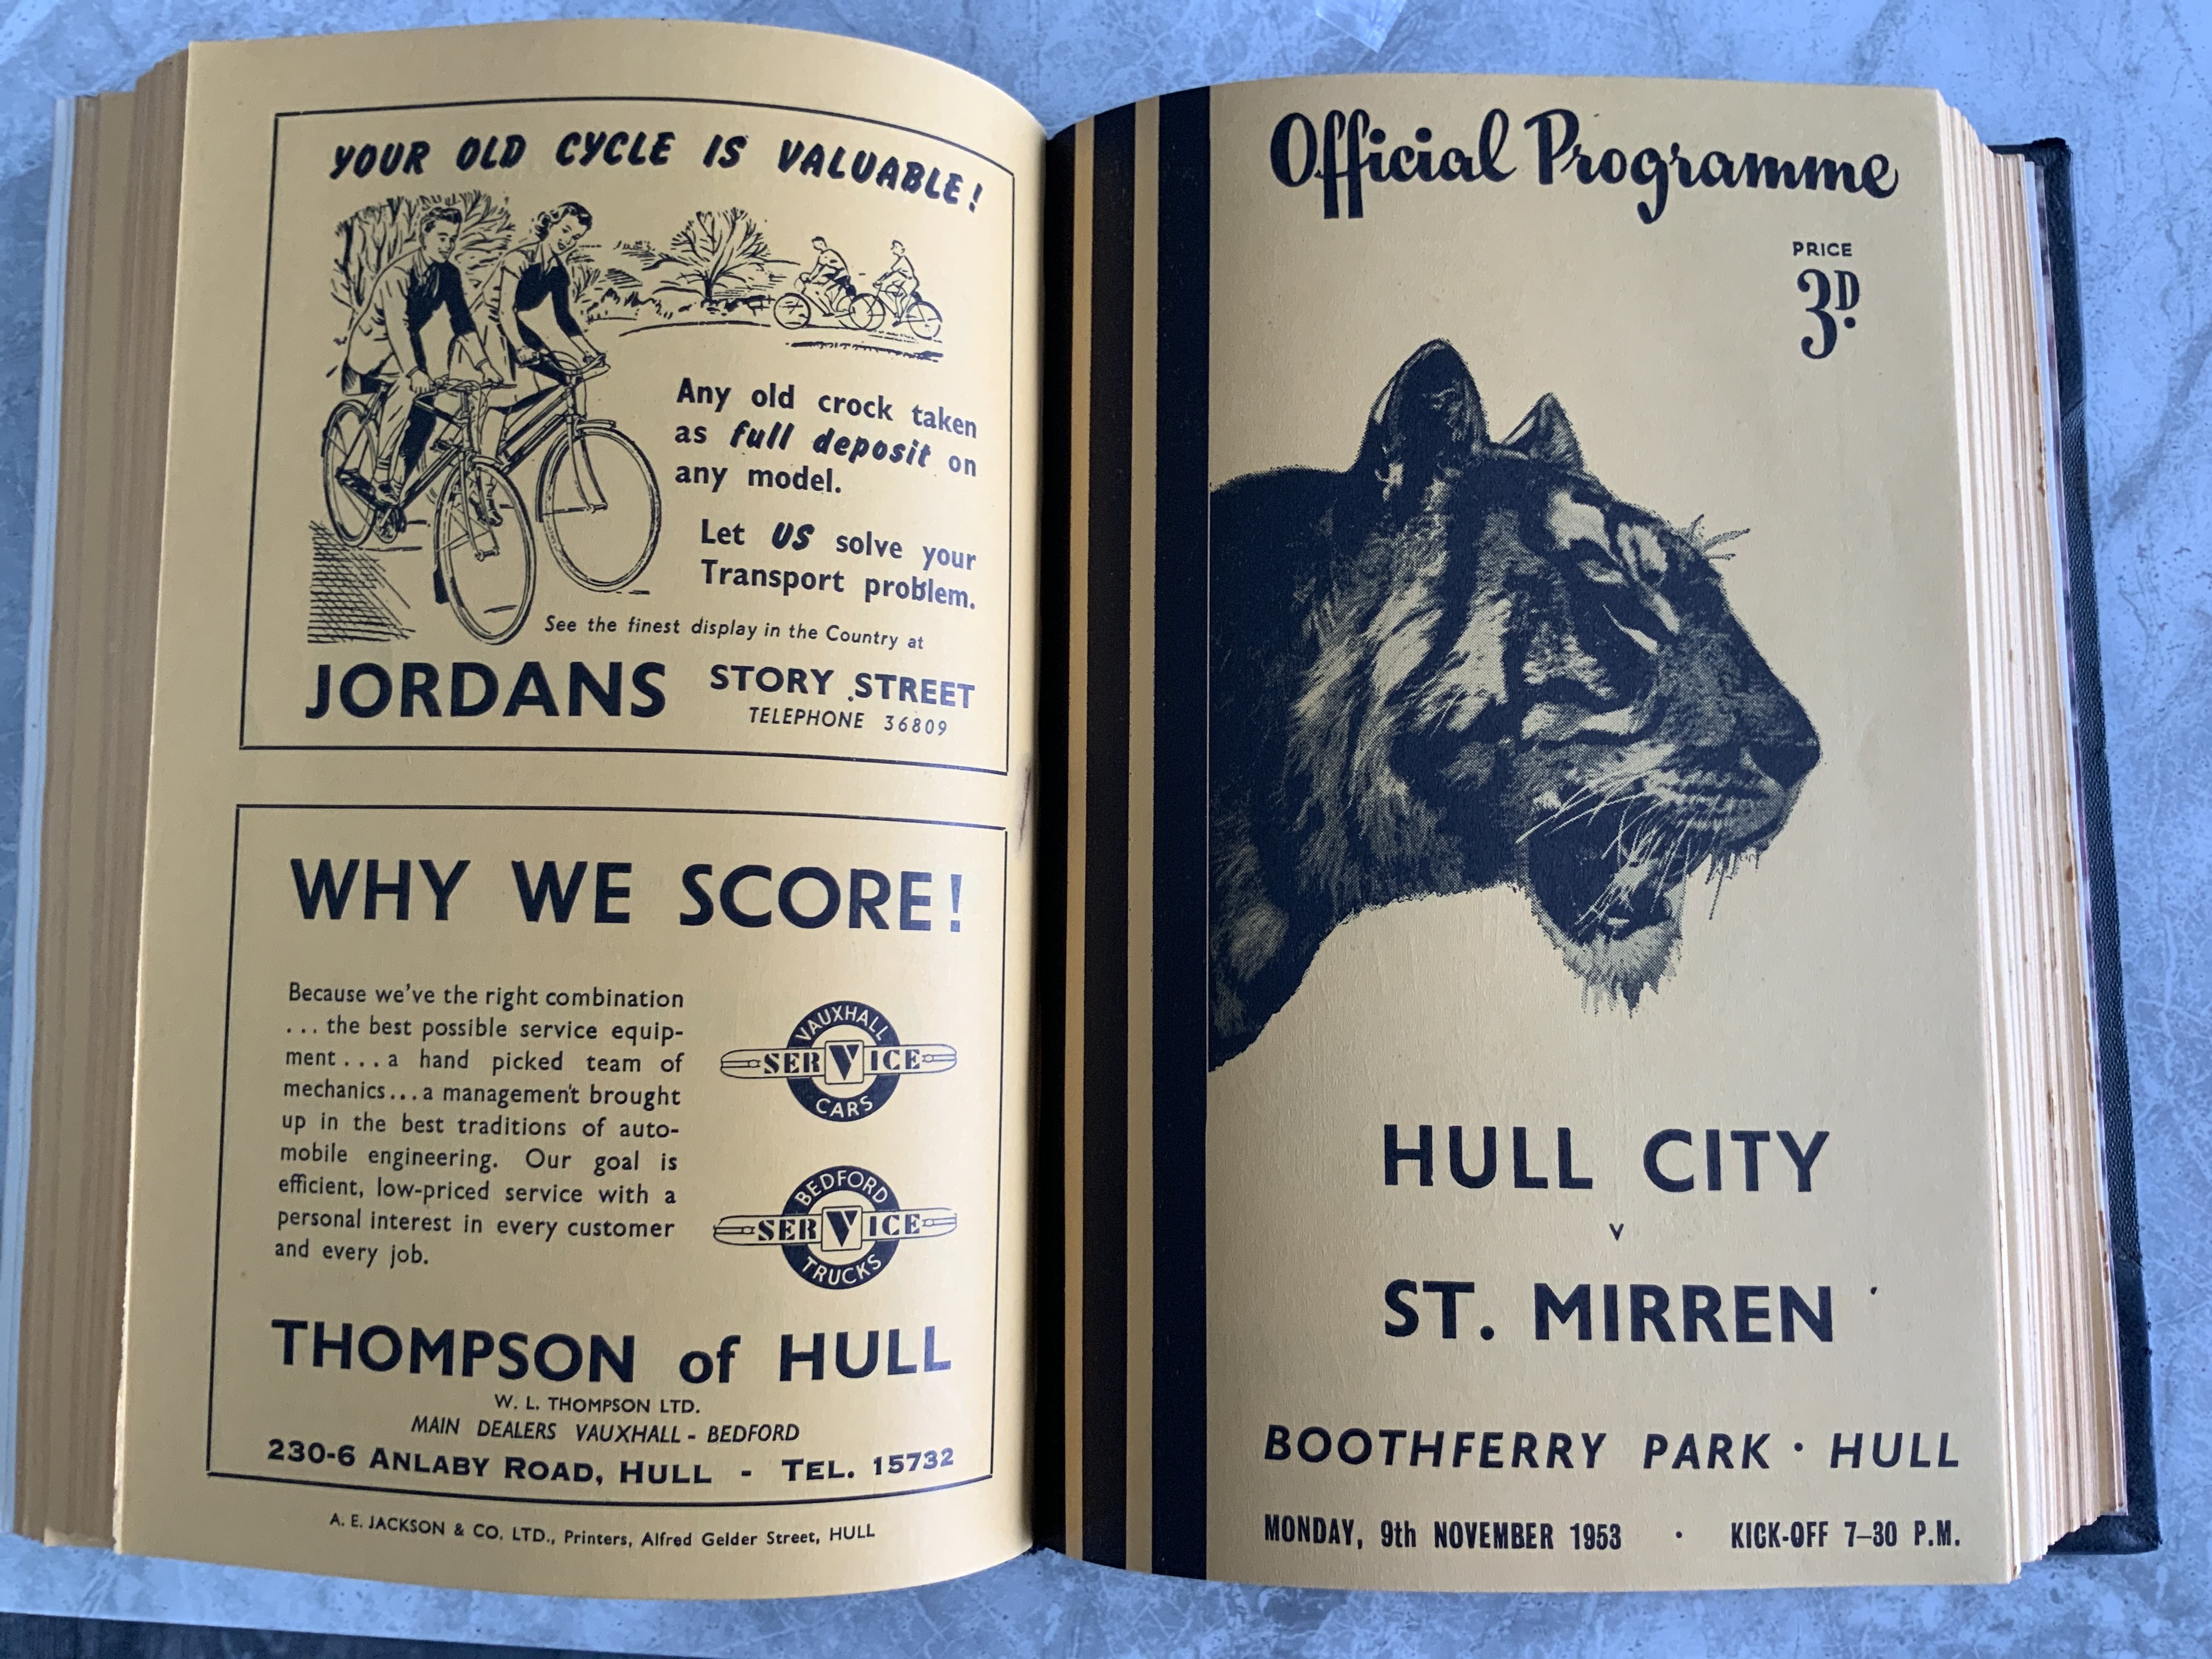 YOUR OLD CYCLE IS VALUABLE!
Any old crock taken
as full deposit on
any model.
Let US solve your
Transport problem.
See the finest display in the Country at
JORDANS STORY STREET
TELEPHONE 36809
WHY WE SCORE!
Because we've the right combination
... the best possible service equip-
ment ... a hand picked team of
mechanics ... a management brought
up in the best traditions of auto-
mobile engineering. Our goal is
efficient, low-priced service with a
personal interest in every customer
and every job.
VAUXHALL
SERVICE
CARS
BEDFORD
SERVICE
TRUCKS
THOMPSON of HULL
W. L. THOMPSON LTD.
MAIN DEALERS VAUXHALL - BEDFORD
230-6 ANLABY ROAD, HULL - TEL. 15732
A. E. JACKSON & CO. LTD., Printers, Alfred Gelder Street, HULL
Official Programme
PRICE
3D.
HULL CITY
v
ST. MIRREN
BOOTHFERRY PARK · HULL
MONDAY, 9th NOVEMBER 1953 · KICK-OFF 7-30 P.M.